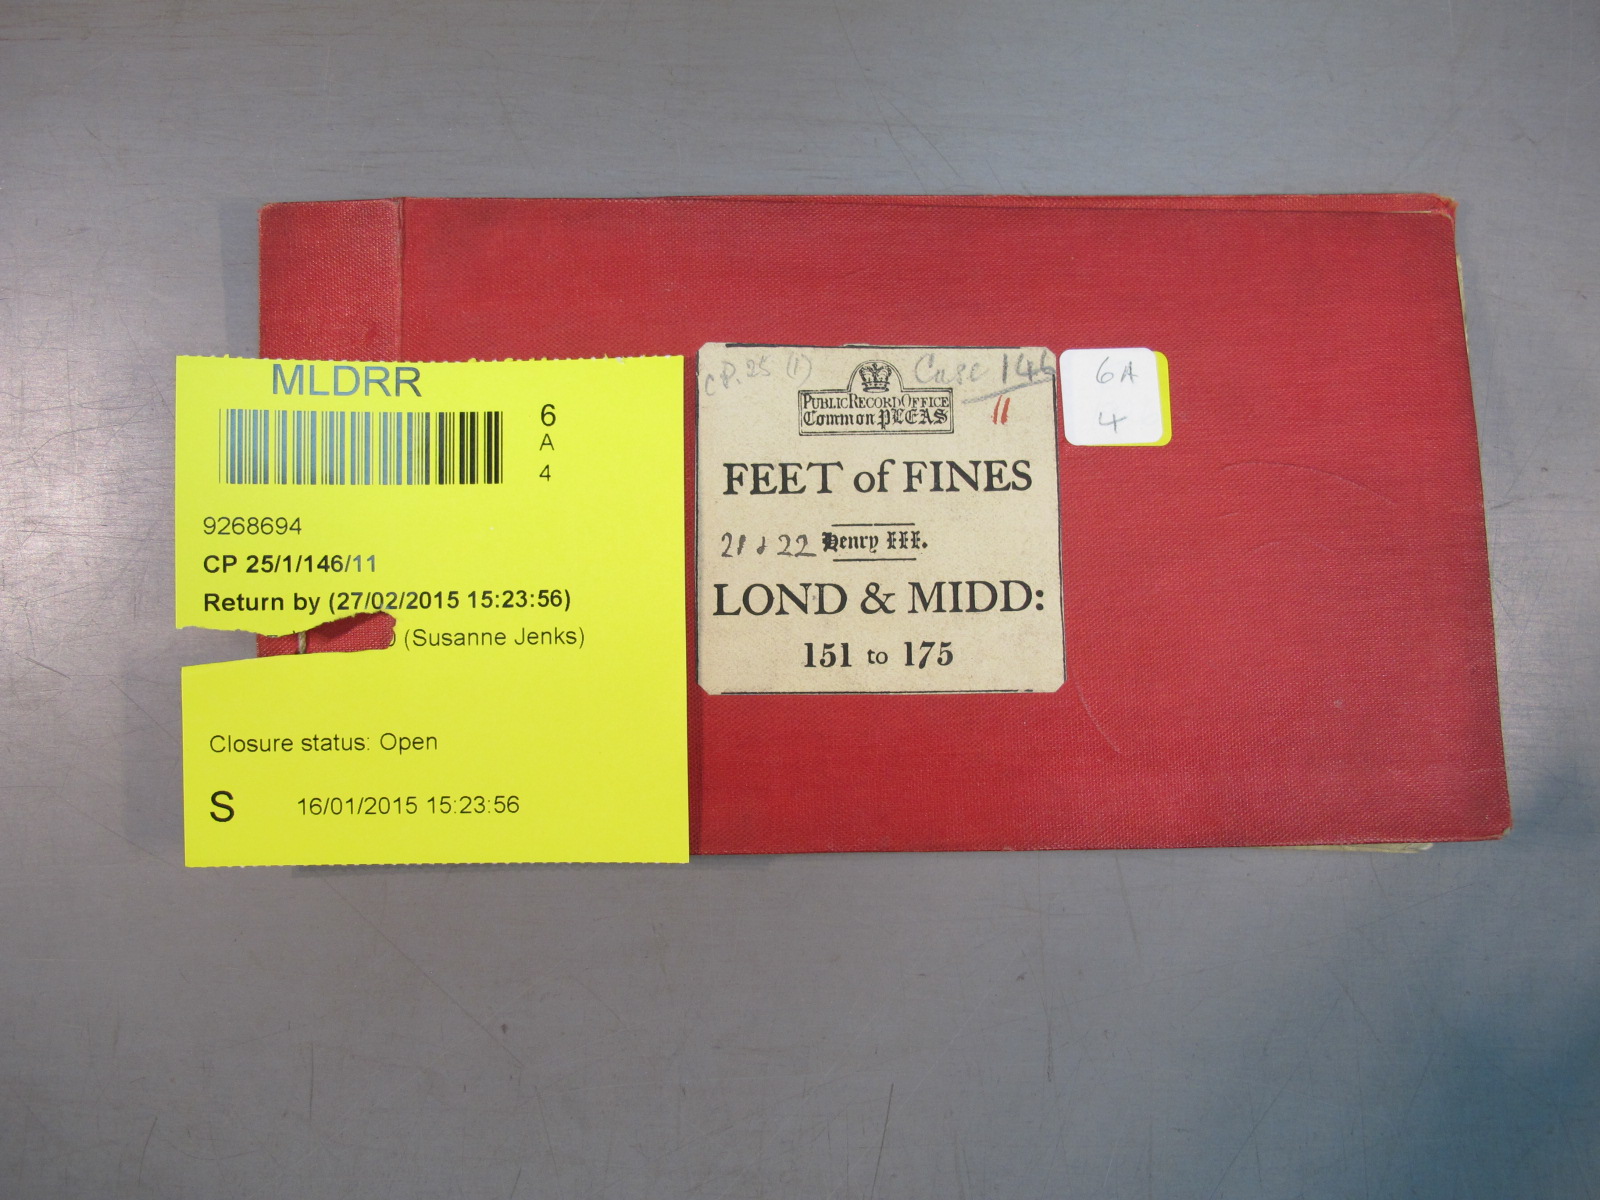 MLDRR
6
A
4
9268694
CP 25/1/146/11
Return by (27/02/2015 15:23:56)
(Susanne Jenks)
Closure status: Open
S 16/01/2015 15:23:56
CP. 25 (1) Case 146
11
PUBLIC RECORD OFFICE
Common PLEAS
FEET of FINES
21 & 22 Henry III.
LOND & MIDD:
151 to 175
6A
4